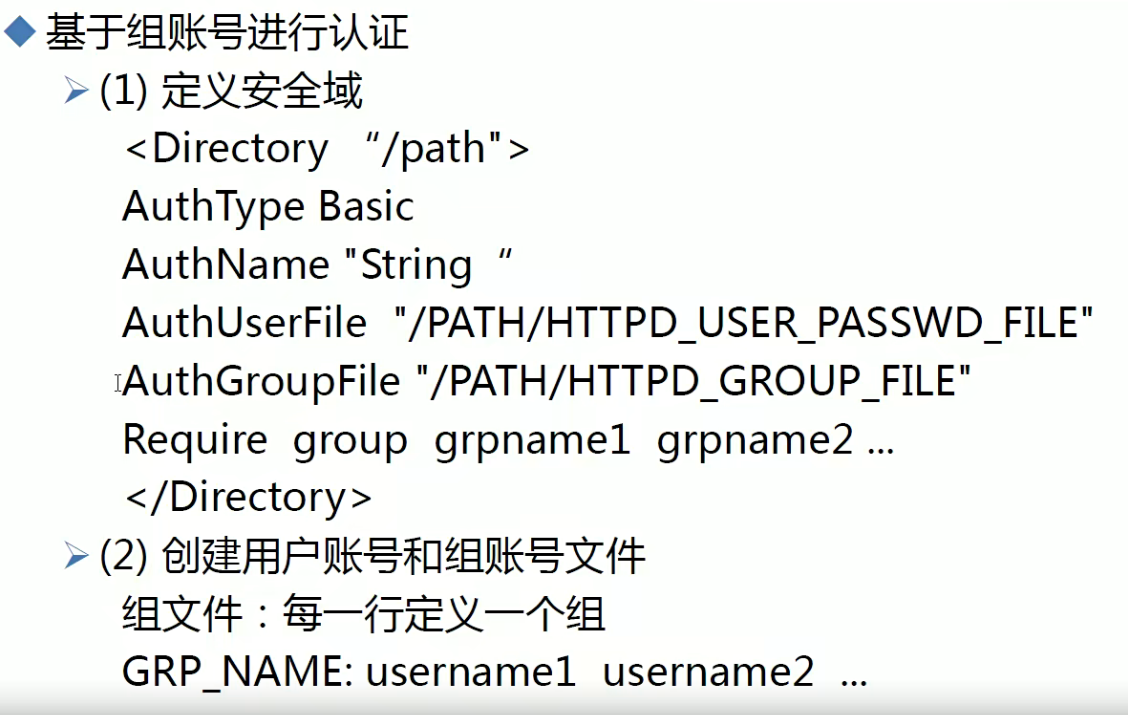 基于组账号进行认证
(1) 定义安全域
<Directory “/path">
AuthType Basic
AuthName "String “
AuthUserFile "/PATH/HTTPD_USER_PASSWD_FILE"
AuthGroupFile "/PATH/HTTPD_GROUP_FILE"
Require group grpname1 grpname2 ...
</Directory>
(2) 创建用户账号和组账号文件
组文件：每一行定义一个组
GRP_NAME: username1 username2 ...